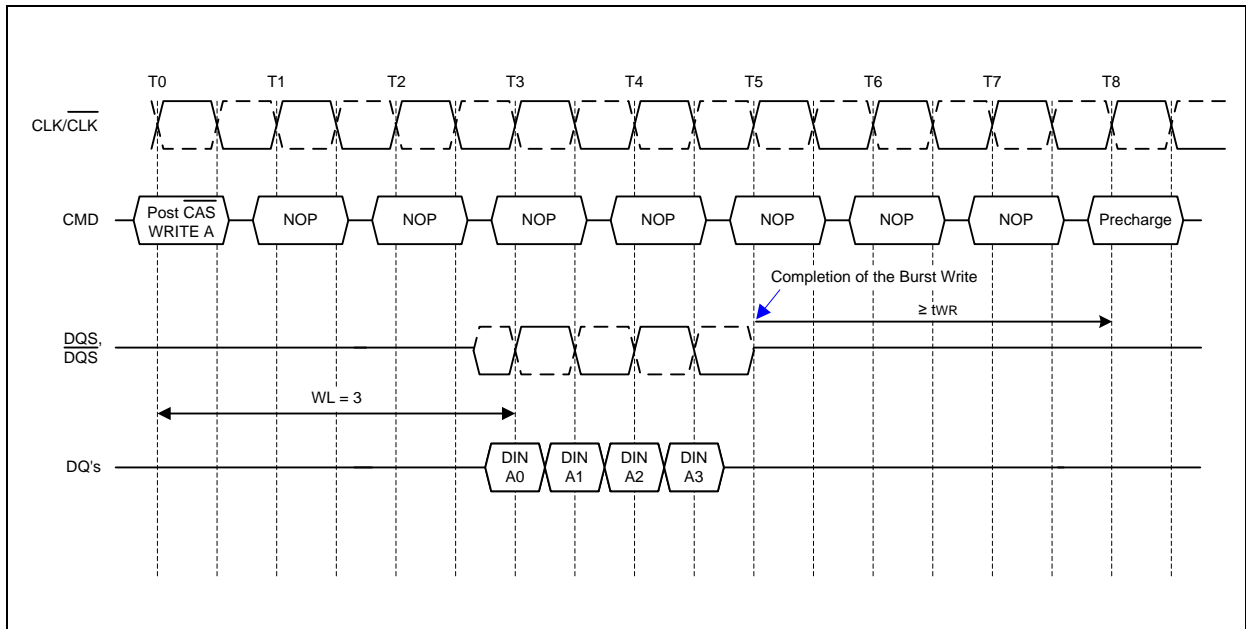 T0 T1 T2 T3 T4 T5 T6 T7 T8
CLK/CLK
CMD
Post CAS
WRITE A
NOP NOP NOP NOP NOP NOP NOP Precharge
Completion of the Burst Write
≥ tWR
DQS,
DQS
WL = 3
DQ's
DIN
A0
DIN
A1
DIN
A2
DIN
A3